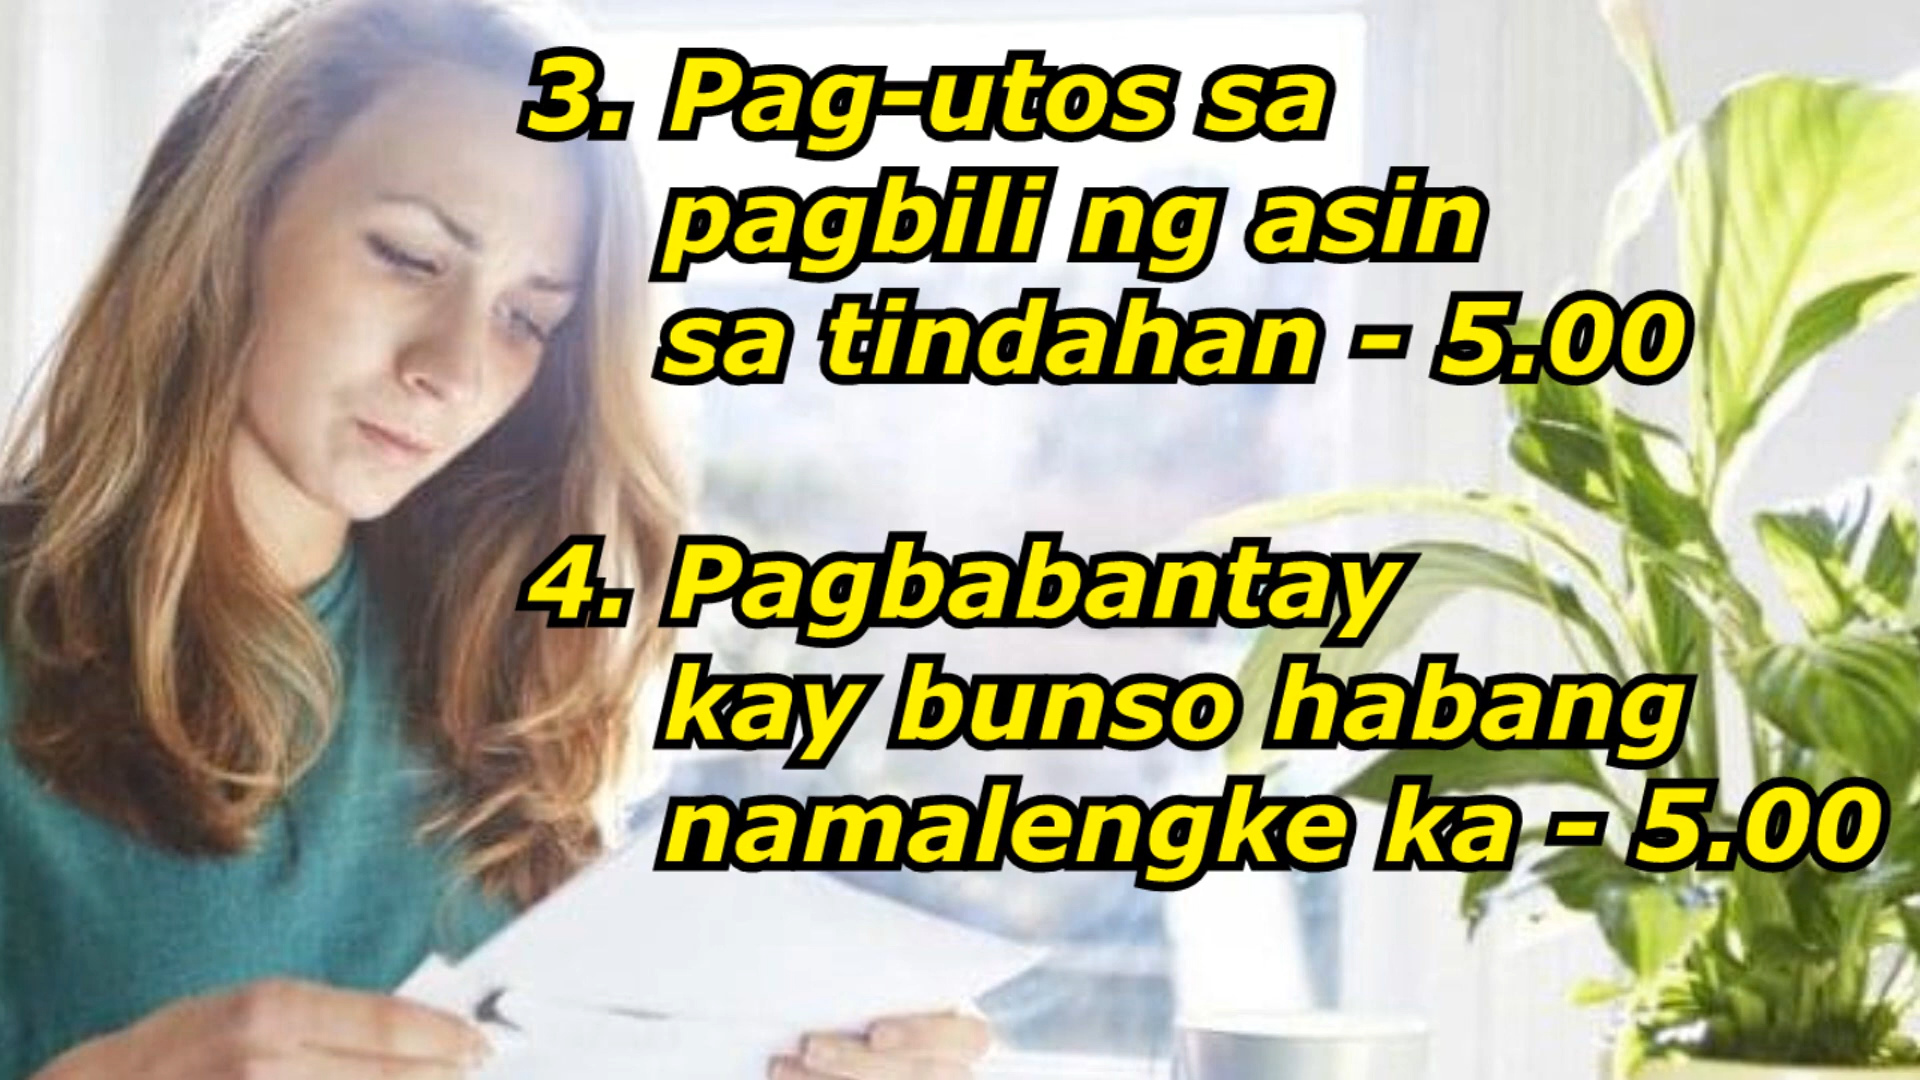 3. Pag-utos sa
pagbili ng asin
sa tindahan - 5.00
4. Pagbabantay
kay bunso habang
namalengke ka - 5.00